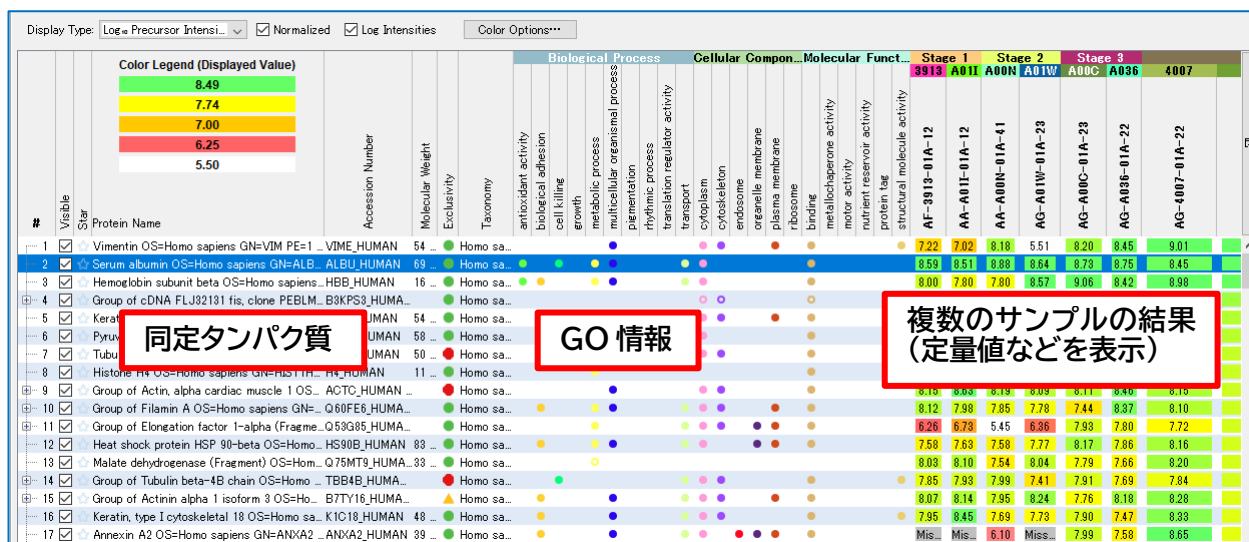 Display Type: Log₁₀ Precursor Intensi... Normalized Log Intensities Color Options...
Color Legend (Displayed Value)
8.49
7.74
7.00
6.25
5.50
Biological Process Cellular Compon... Molecular Funct... Stage 1 Stage 2 Stage 3
3913 A01I A00N A01W A00C A036 4007
# Visible Star Protein Name Accession Number Molecular Weight Exclusivity Taxonomy antioxidant activity biological adhesion cell killing growth metabolic process multicellular organismal process pigmentation rhythmic process translation regulator activity transport cytoplasm cytoskeleton endosome organelle membrane plasma membrane ribosome binding metallochaperone activity motor activity nutrient reservoir activity protein tag structural molecule activity AF-3913-01A-12 AA-A01I-01A-12 AA-A00N-01A-41 AG-A01W-01A-23 AG-A00C-01A-23 AG-A036-01A-22 AG-4007-01A-22
1 Vimentin OS=Homo sapiens GN=VIM PE=1 ... VIME_HUMAN 54 ... Homo sa... 7.22 7.02 8.18 5.51 8.20 8.45 9.01
2 Serum albumin OS=Homo sapiens GN=ALB... ALBU_HUMAN 69 ... Homo sa... 8.59 8.51 8.88 8.64 8.73 8.75 8.45
3 Hemoglobin subunit beta OS=Homo sapiens... HBB_HUMAN 16 ... Homo sa... 8.00 7.80 7.80 8.57 9.06 8.42 8.98
4 Group of cDNA FLJ32131 fis, clone PEBLM... B3KPS3_HUMA... Homo sa...
5 Kerat UMAN 54 ... Homo sa...
6 Pyruv UMAN 58 ...
7 Tubu UMAN 50 ...
8 Histone H4 OS=Homo sapiens GN=HIST1H... H4_HUMAN 11 ... Homo sa...
同定タンパク質
GO 情報
複数のサンプルの結果
(定量値などを表示)
9 Group of Actin, alpha cardiac muscle 1 OS... ACTC_HUMAN Homo sa... 8.15 8.63 8.19 8.09 8.11 8.46 8.15
10 Group of Filamin A OS=Homo sapiens GN=... Q60FE6_HUMA... Homo sa... 8.12 7.98 7.85 7.78 7.44 8.37 8.10
11 Group of Elongation factor 1-alpha (Fragme... Q53G85_HUMA... Homo sa... 6.26 6.73 5.45 6.36 7.93 7.80 7.72
12 Heat shock protein HSP 90-beta OS=Homo... HS90B_HUMAN 83 ... Homo sa... 7.58 7.63 7.58 7.77 8.17 7.86 8.16
13 Malate dehydrogenase (Fragment) OS=Hom... Q75MT9_HUMA... 33 ... Homo sa... 8.03 8.10 7.54 8.04 7.79 7.66 8.20
14 Group of Tubulin beta-4B chain OS=Homo ... TBB4B_HUMA... Homo sa... 7.85 7.93 7.99 7.41 7.91 7.69 7.84
15 Group of Actinin alpha 1 isoform 3 OS=Ho... B7TY16_HUMA... Homo sa... 8.07 8.14 7.95 8.24 7.76 8.18 8.28
16 Keratin, type I cytoskeletal 18 OS=Homo sa... K1C18_HUMAN 48 ... Homo sa... 7.95 8.45 7.69 7.73 7.90 7.47 8.33
17 Annexin A2 OS=Homo sapiens GN=ANXA2 ... ANXA2_HUMAN 39 ... Homo sa... Mis... Mis... 6.10 Miss... 7.99 7.58 8.65